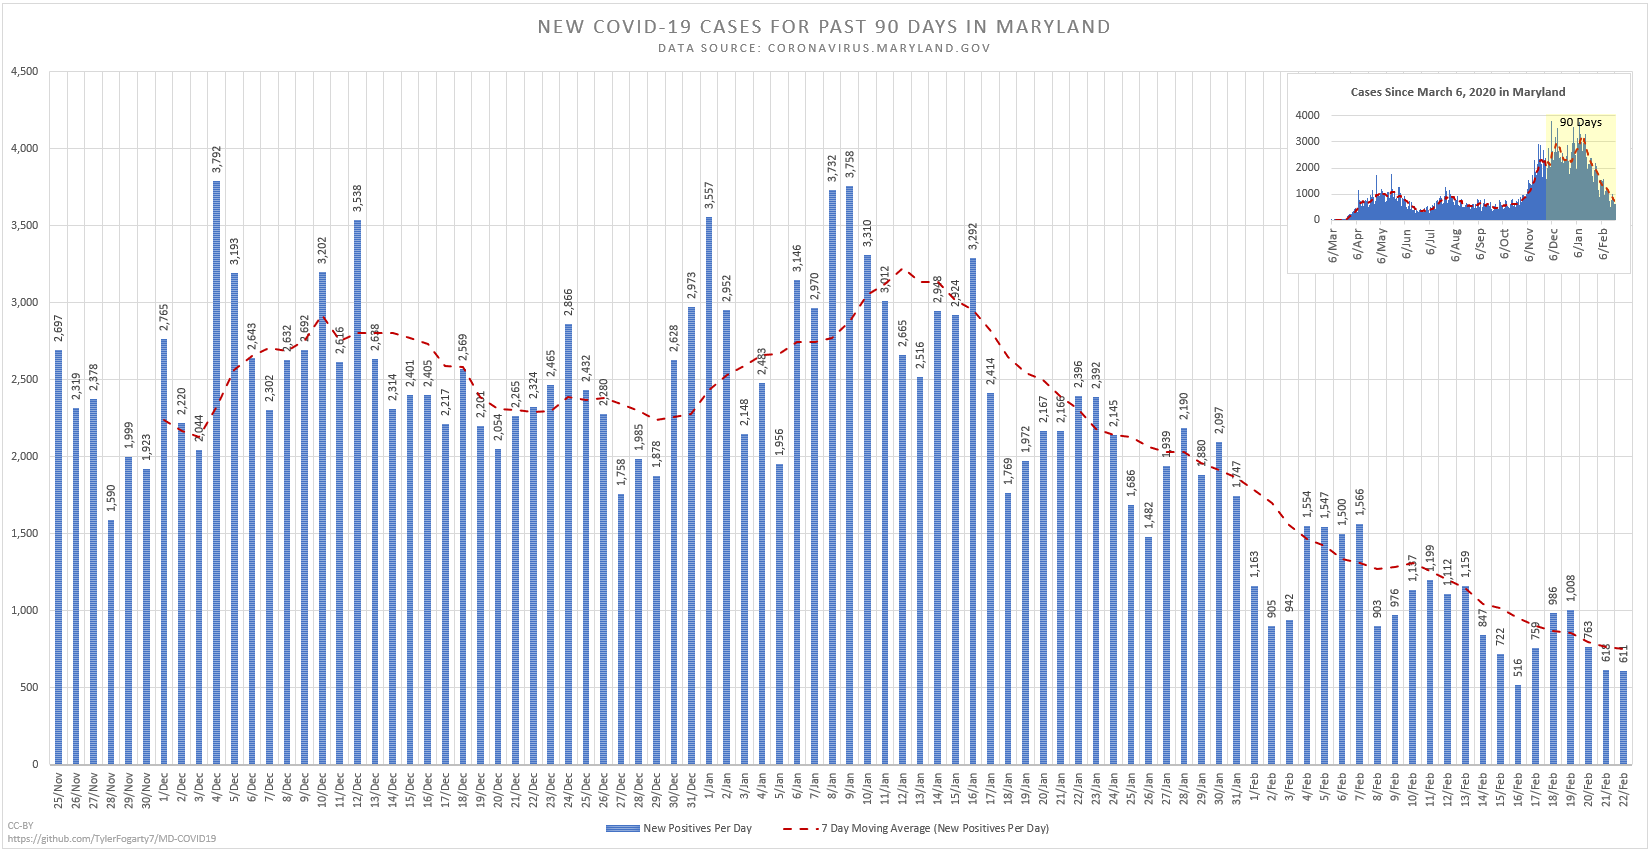 NEW COVID-19 CASES FOR PAST 90 DAYS IN MARYLAND
DATA SOURCE: CORONAVIRUS.MARYLAND.GOV
4,500
4,000
3,500
3,000
2,500
2,000
1,500
1,000
500
0
2,697
2,319
2,378
1,590
1,999
1,923
2,765
2,220
2,044
3,792
3,193
2,643
2,302
2,632
2,692
3,202
2,616
3,538
2,638
2,314
2,401
2,405
2,217
2,569
2,201
2,054
2,265
2,324
2,465
2,866
2,432
2,280
1,758
1,985
1,878
2,628
2,973
3,557
2,952
2,148
2,483
1,956
3,146
2,970
3,732
3,758
3,310
3,012
2,665
2,516
2,948
2,924
3,292
2,414
1,769
1,972
2,167
2,166
2,396
2,392
2,145
1,686
1,482
1,939
2,190
1,880
2,097
1,747
1,163
905
942
1,554
1,547
1,500
1,566
903
976
1,137
1,199
1,112
1,159
847
722
516
759
986
1,008
763
618
611
25/Nov
26/Nov
27/Nov
28/Nov
29/Nov
30/Nov
1/Dec
2/Dec
3/Dec
4/Dec
5/Dec
6/Dec
7/Dec
8/Dec
9/Dec
10/Dec
11/Dec
12/Dec
13/Dec
14/Dec
15/Dec
16/Dec
17/Dec
18/Dec
19/Dec
20/Dec
21/Dec
22/Dec
23/Dec
24/Dec
25/Dec
26/Dec
27/Dec
28/Dec
29/Dec
30/Dec
31/Dec
1/Jan
2/Jan
3/Jan
4/Jan
5/Jan
6/Jan
7/Jan
8/Jan
9/Jan
10/Jan
11/Jan
12/Jan
13/Jan
14/Jan
15/Jan
16/Jan
17/Jan
18/Jan
19/Jan
20/Jan
21/Jan
22/Jan
23/Jan
24/Jan
25/Jan
26/Jan
27/Jan
28/Jan
29/Jan
30/Jan
31/Jan
1/Feb
2/Feb
3/Feb
4/Feb
5/Feb
6/Feb
7/Feb
8/Feb
9/Feb
10/Feb
11/Feb
12/Feb
13/Feb
14/Feb
15/Feb
16/Feb
17/Feb
18/Feb
19/Feb
20/Feb
21/Feb
22/Feb
Cases Since March 6, 2020 in Maryland
90 Days
4000
3000
2000
1000
0
6/Mar
6/Apr
6/May
6/Jun
6/Jul
6/Aug
6/Sep
6/Oct
6/Nov
6/Dec
6/Jan
6/Feb
New Positives Per Day
7 Day Moving Average (New Positives Per Day)
CC-BY
https://github.com/TylerFogarty7/MD-COVID19